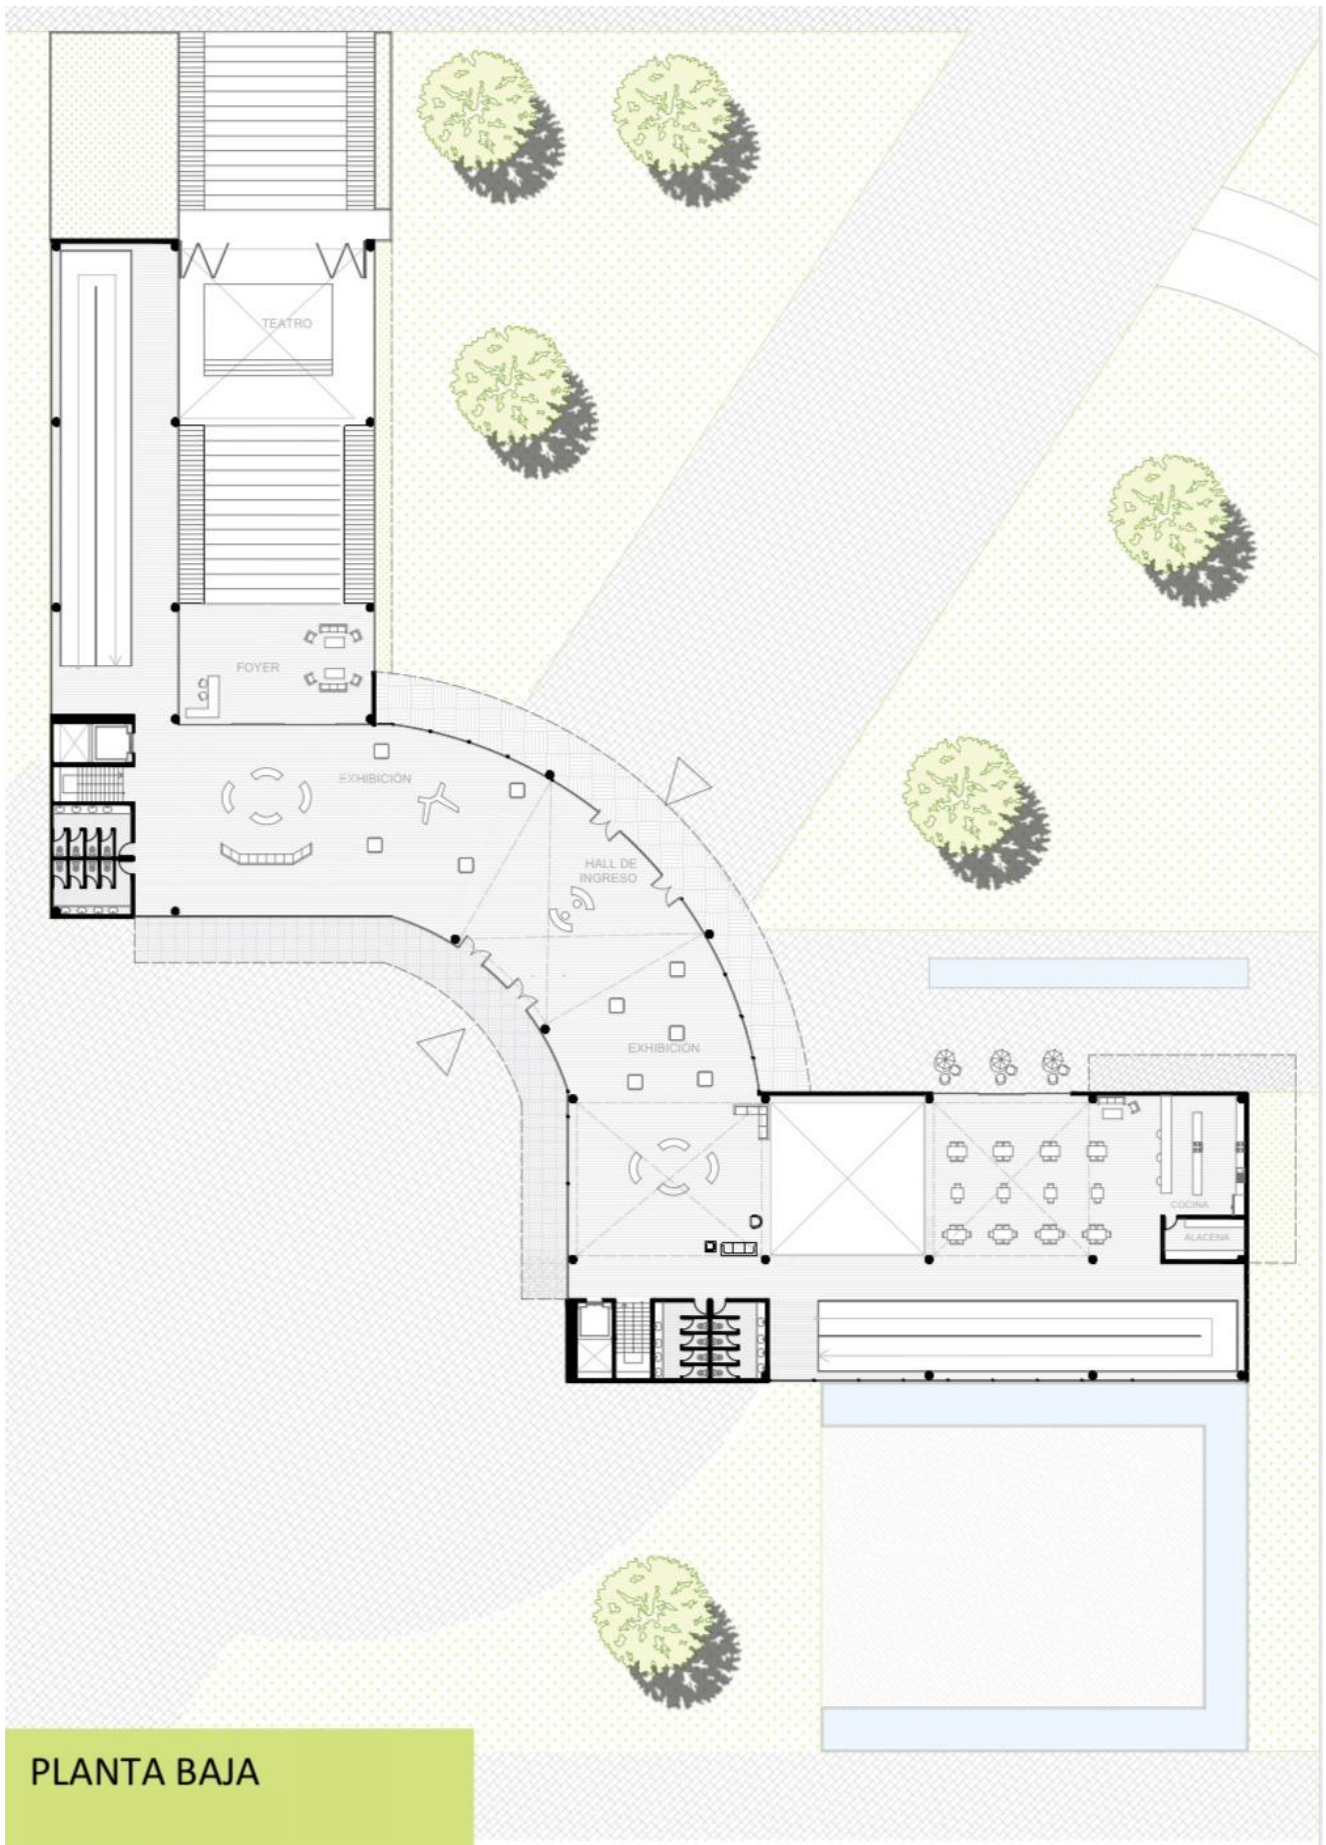 TEATRO
FOYER
EXHIBICIÓN
HALL DE
INGRESO
EXHIBICIÓN
COCINA
ALACENA
PLANTA BAJA